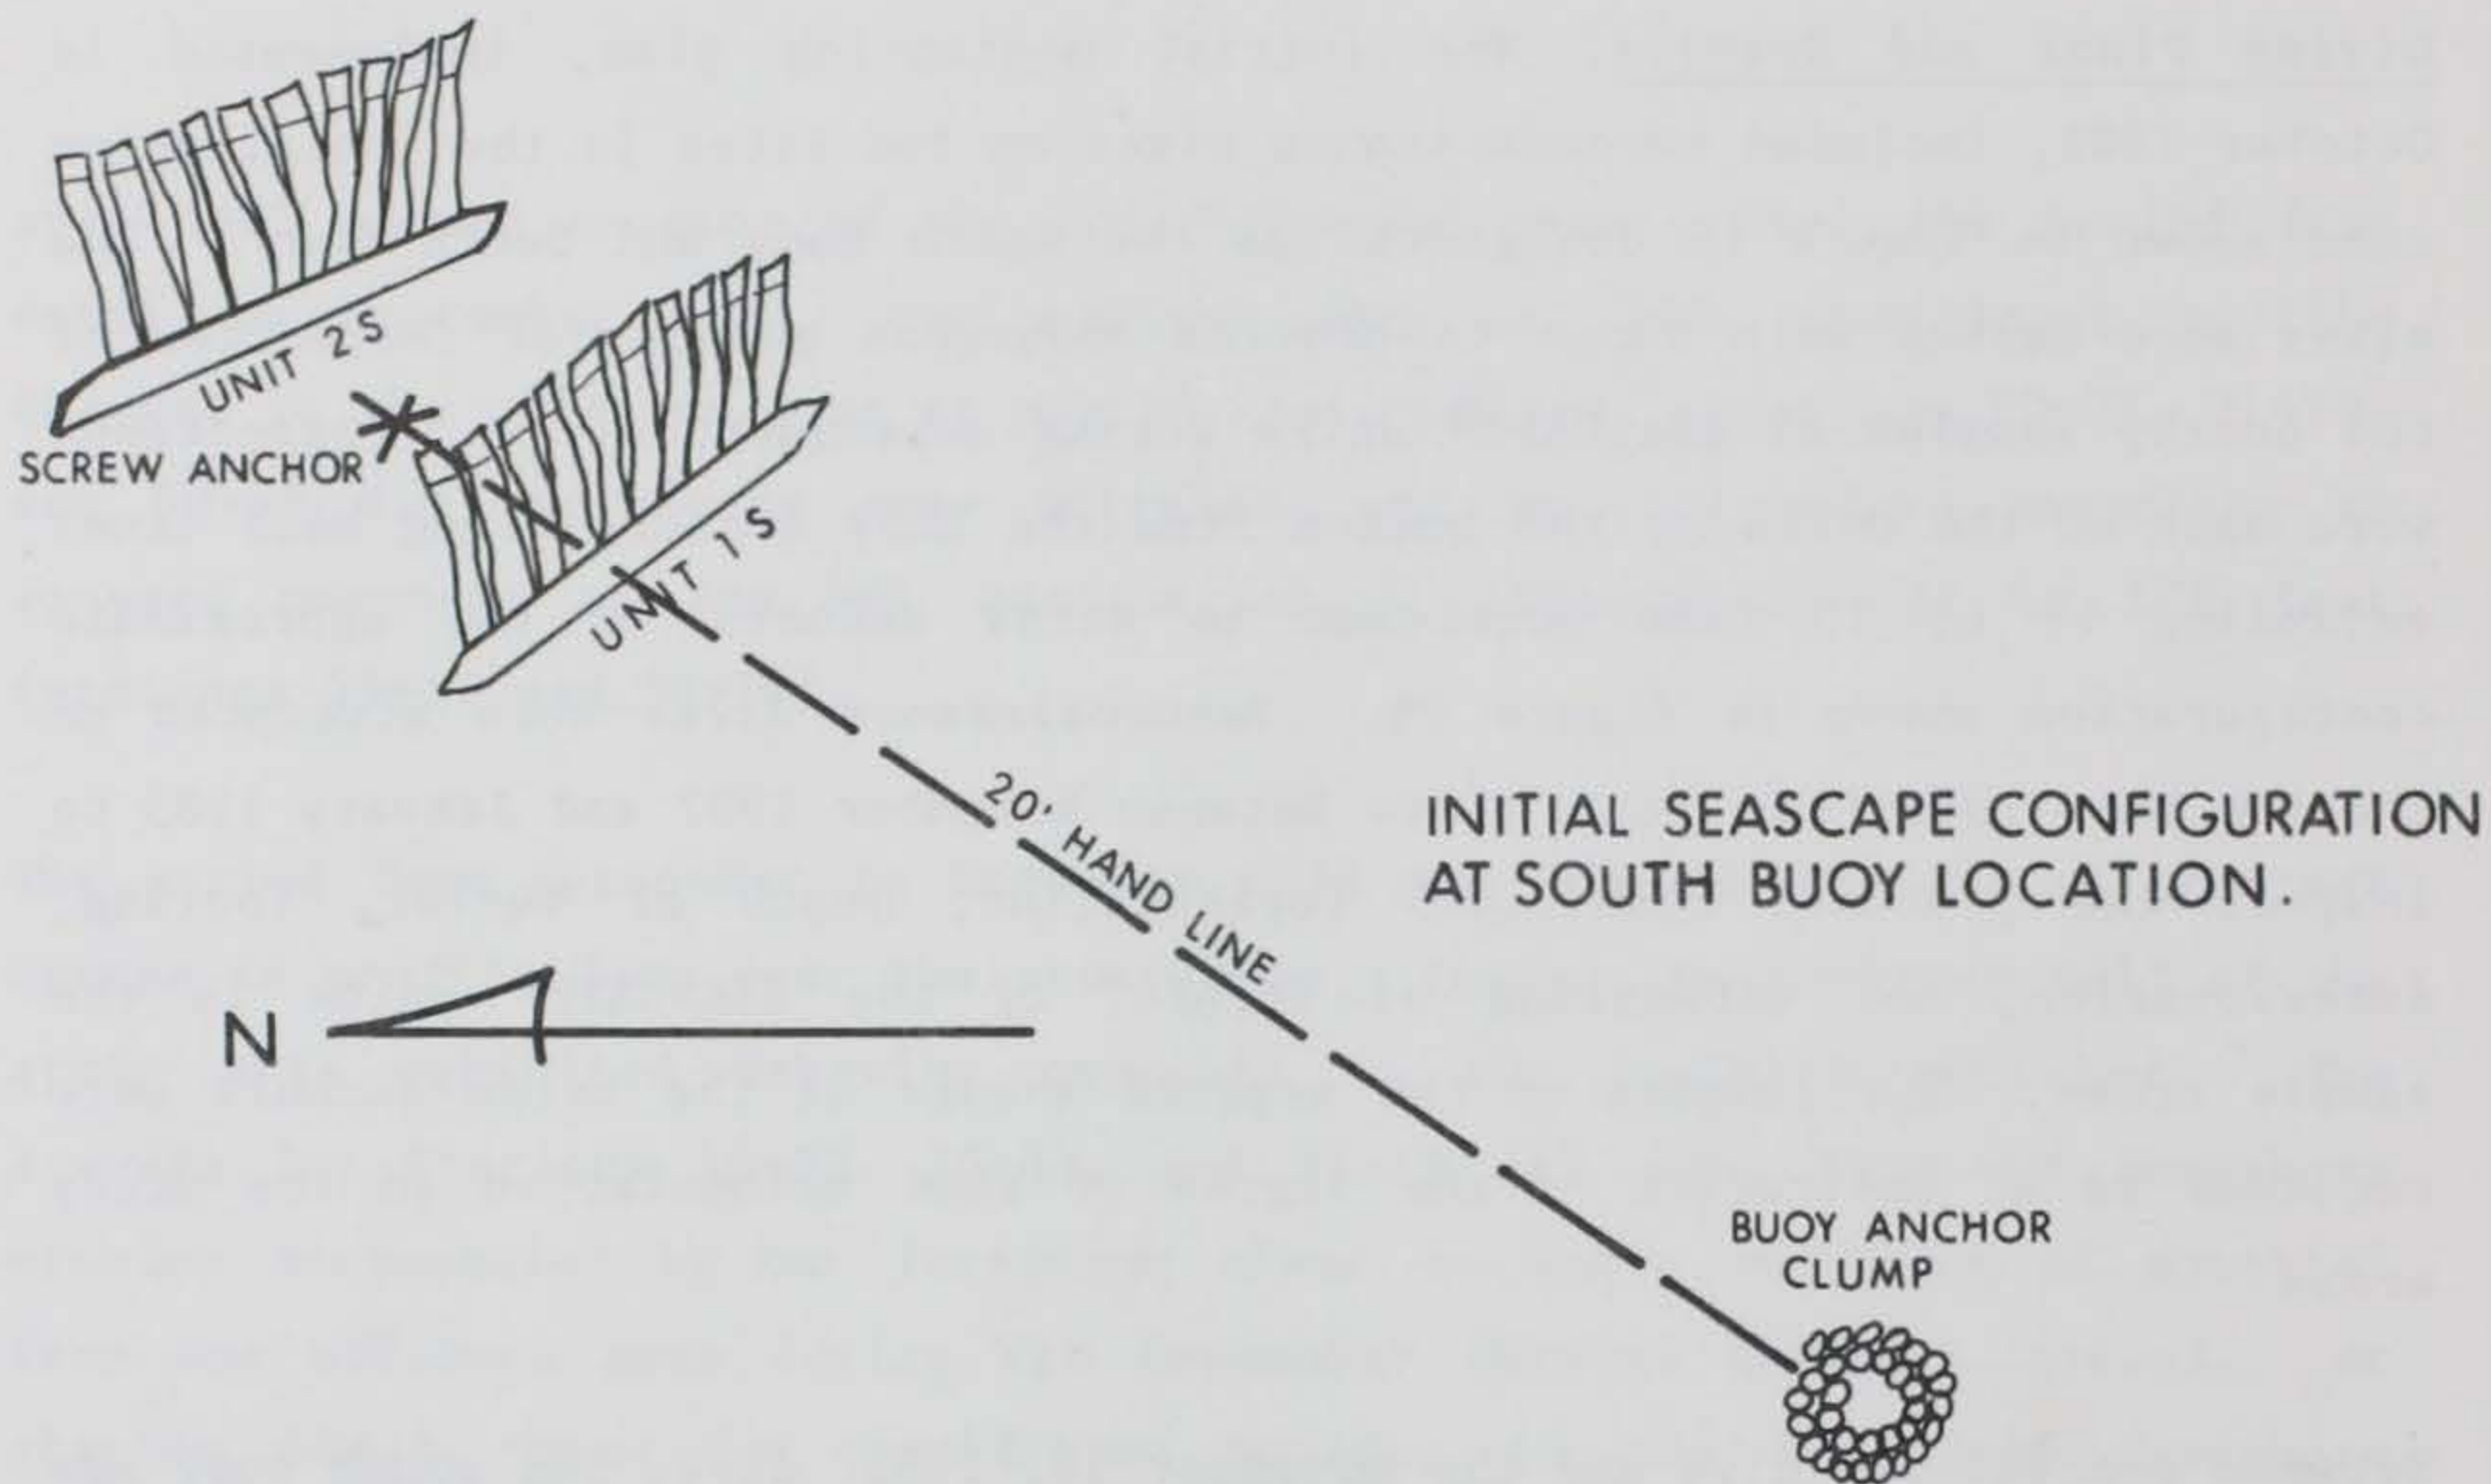 UNIT 2S
SCREW ANCHOR
UNIT 1S
20' HAND LINE
INITIAL SEASCAPE CONFIGURATION
AT SOUTH BUOY LOCATION.
N
BUOY ANCHOR
CLUMP